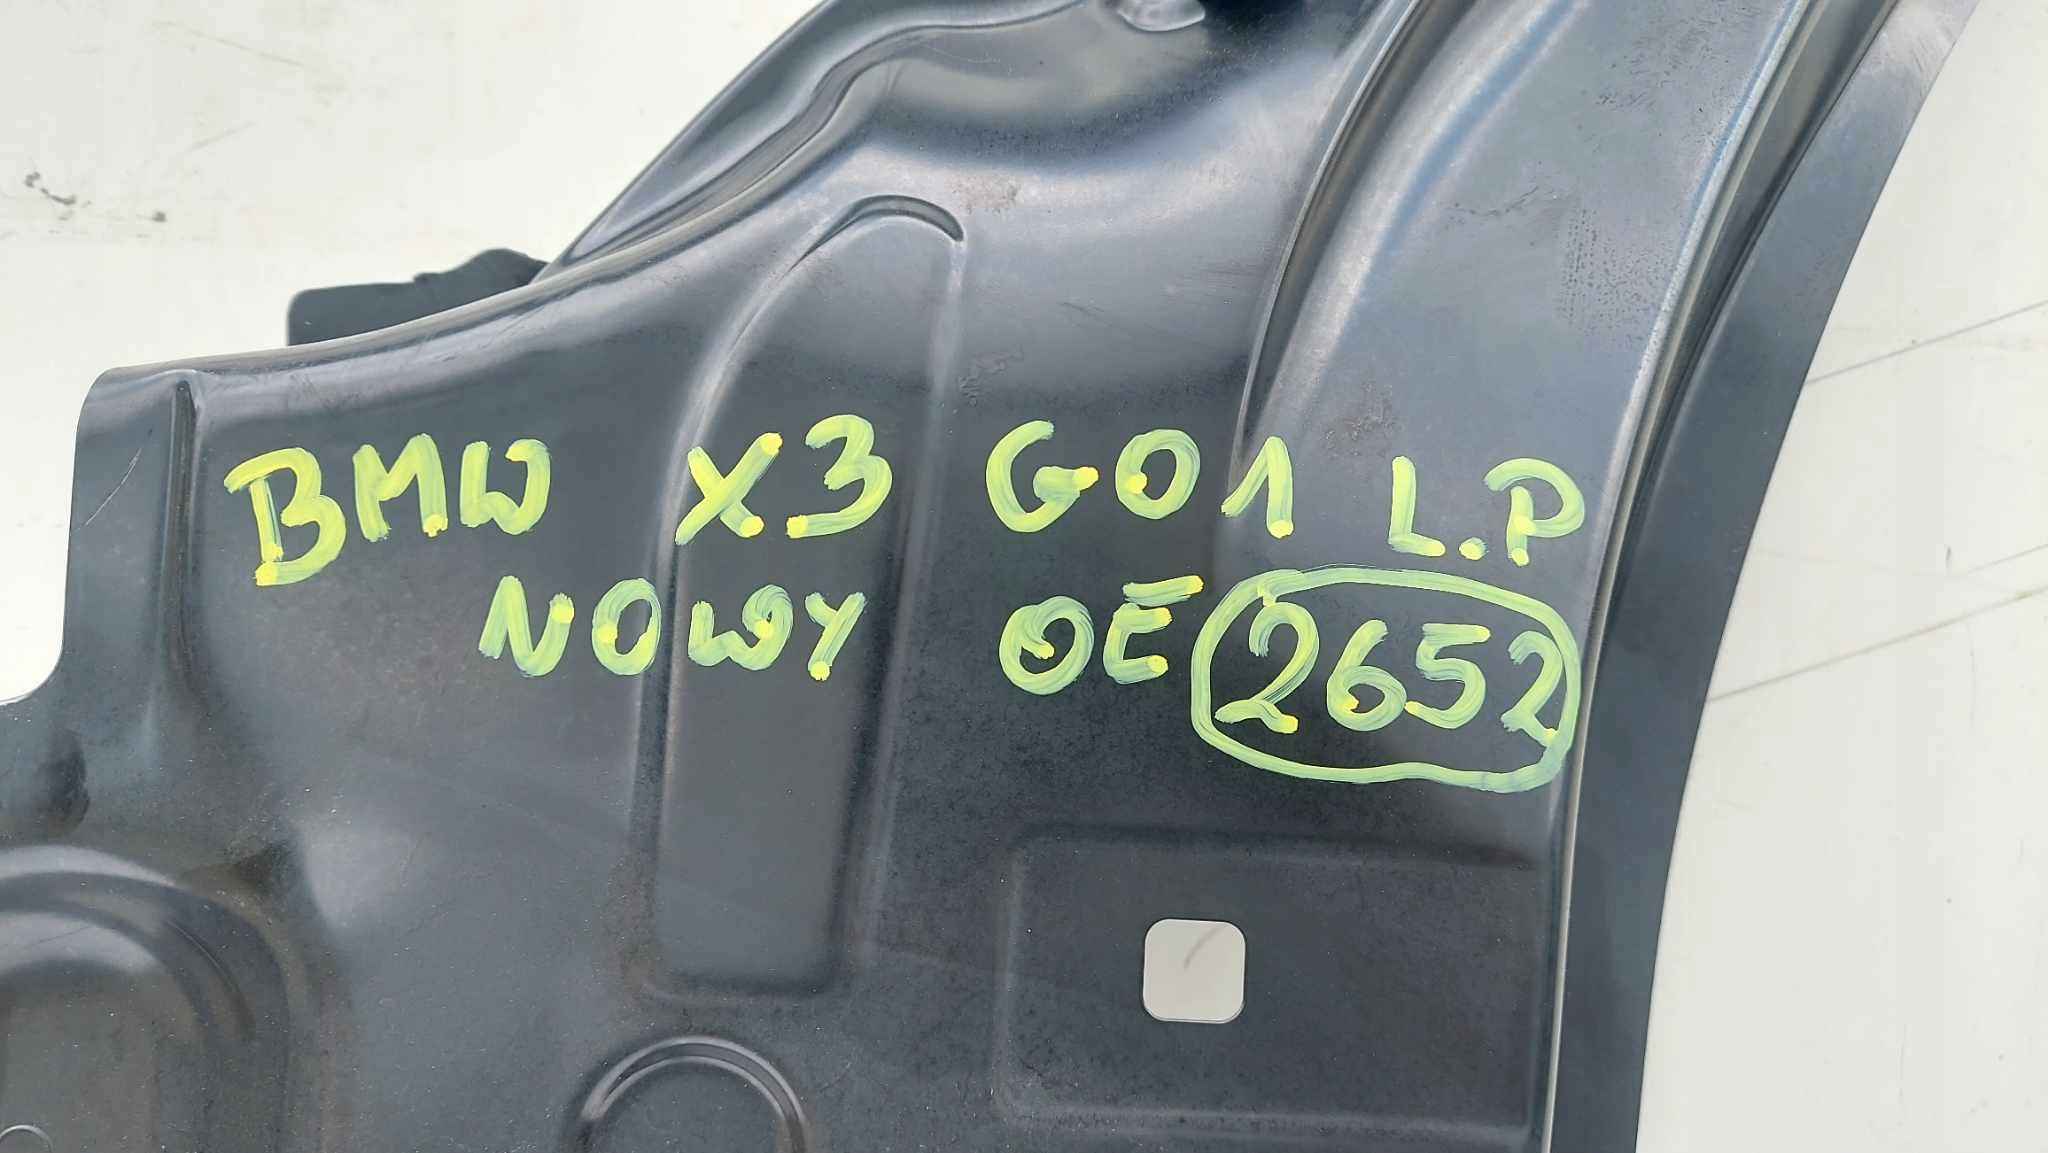 BMW X3 G01 L.P
NOWY OE 2652